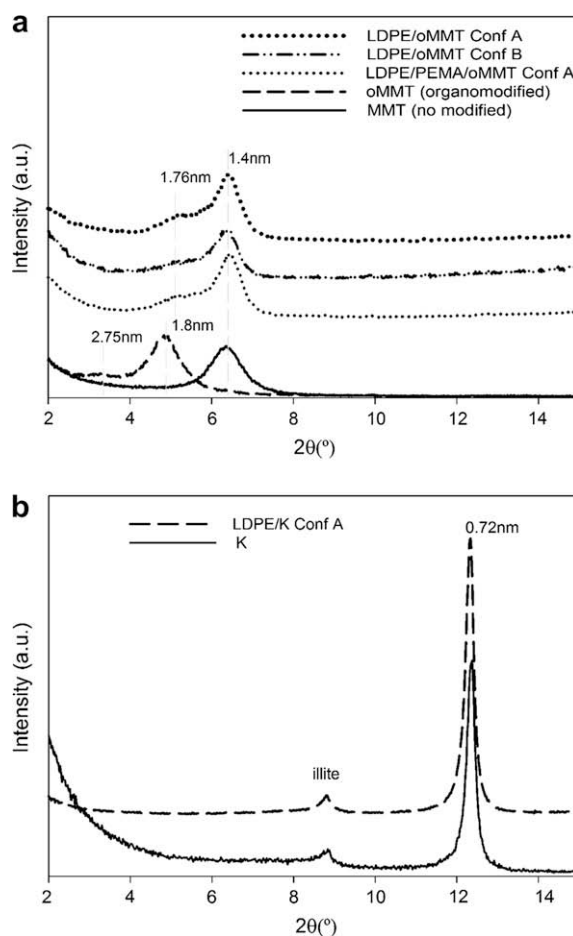 a
LDPE/oMMT Conf A
LDPE/oMMT Conf B
LDPE/PEMA/oMMT Conf A
oMMT (organomodified)
MMT (no modified)
1.76nm
1.4nm
2.75nm
1.8nm
Intensity (a.u.)
2 4 6 8 10 12 14
2θ(º)
b
LDPE/K Conf A
K
0.72nm
illite
Intensity (a.u.)
2 4 6 8 10 12 14
2θ(º)